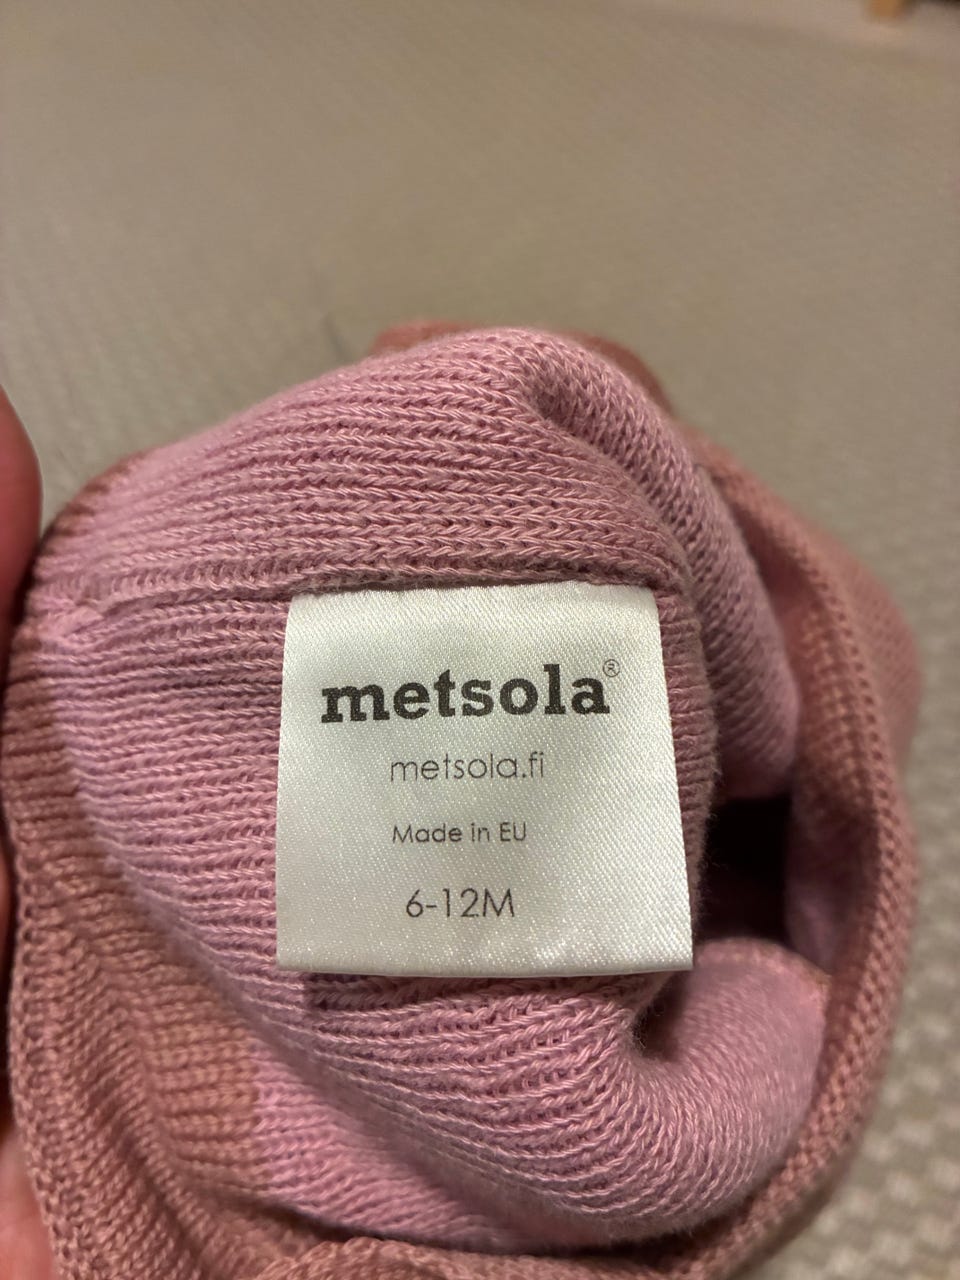 metsola®
metsola.fi
Made in EU
6-12M